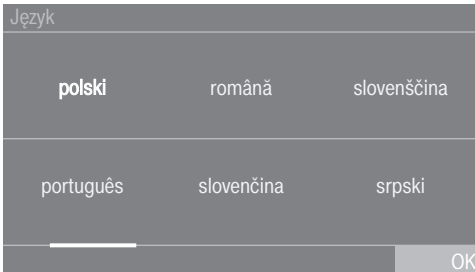 Język
polski română slovenščina
português slovenčina srpski
OK